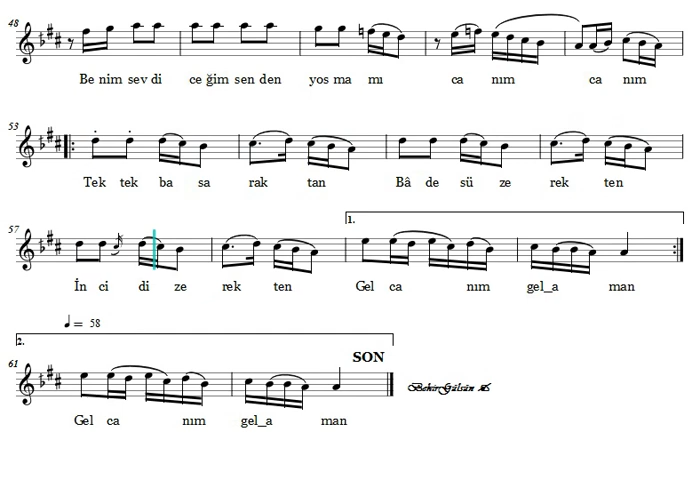 48
Be nim sev di ce ğim sen den yos ma mı ca nım ca nım
53
Tek tek ba sa rak tan Bâ de sü ze rek ten
57
1.
İn ci di ze rek ten Gel ca nım gel_a man
2.
= 58
61
SON
Bekir Gülsün
Gel ca nım gel_a man